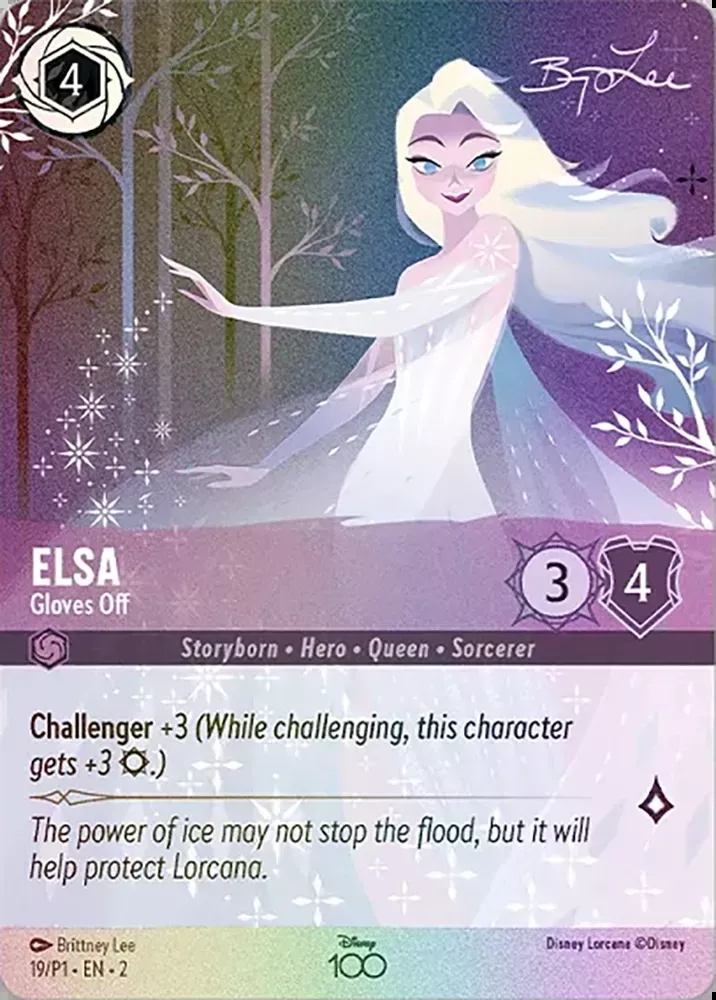 4
ELSA
Gloves Off
3
4
Storyborn • Hero • Queen • Sorcerer
Challenger +3 (While challenging, this character
gets +3 .)
The power of ice may not stop the flood, but it will
help protect Lorcana.
Brittney Lee
19/P1 • EN • 2
Disney
100
Disney Lorcana ©Disney